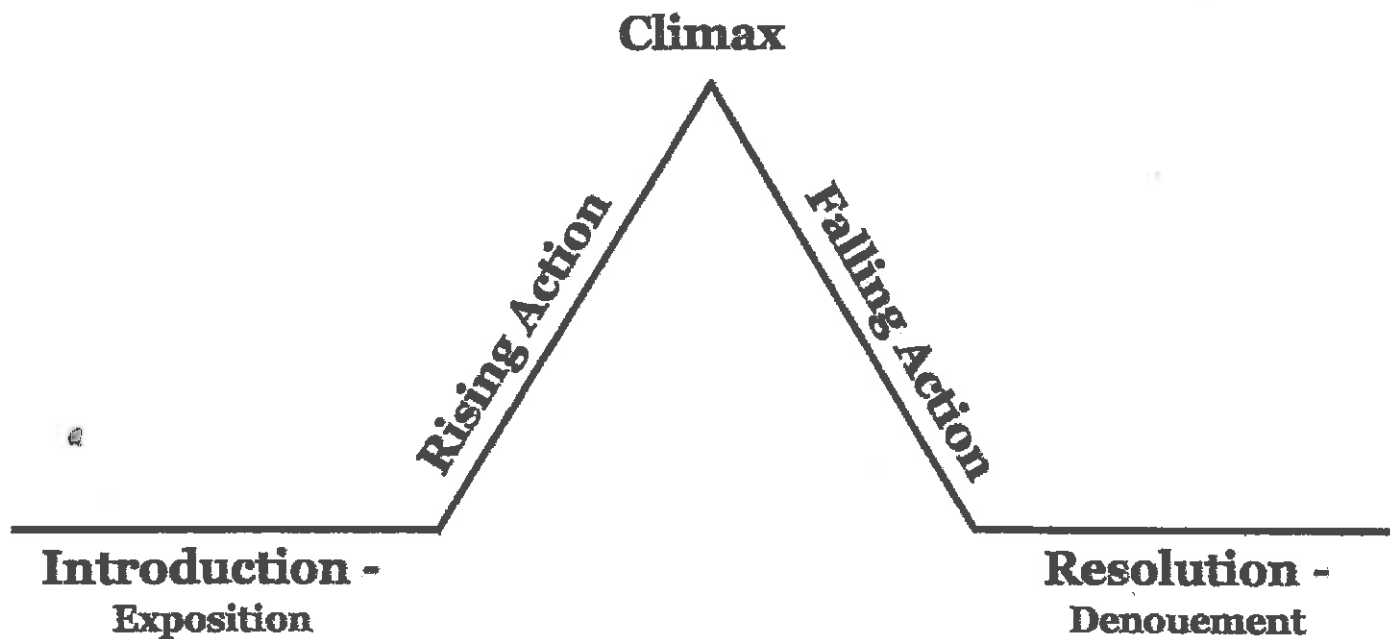 Climax
Rising Action
Falling Action
Introduction -
Exposition
Resolution -
Denouement